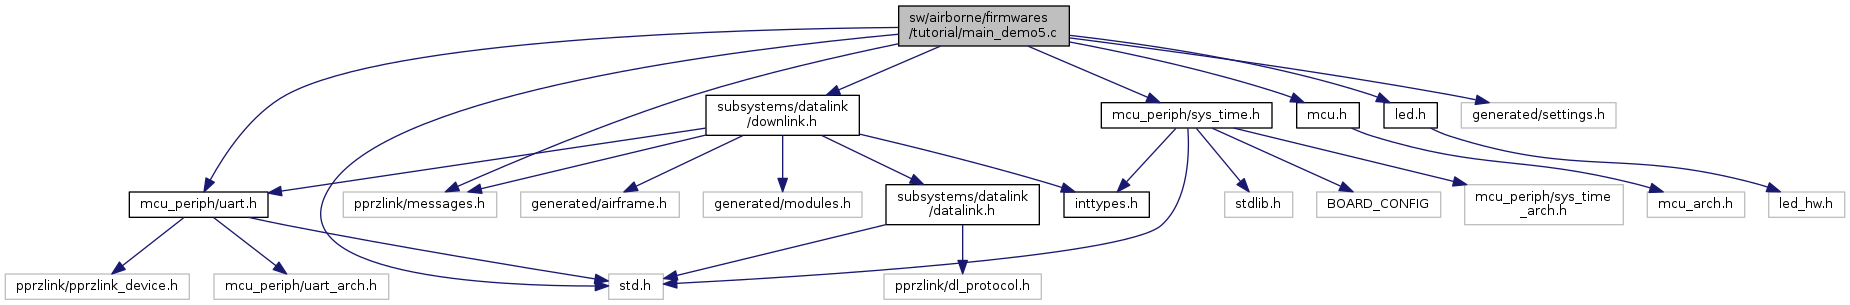 sw/airborne/firmwares
/tutorial/main_demo5.c
subsystems/datalink
/downlink.h
mcu_periph/sys_time.h
mcu.h
led.h
generated/settings.h
mcu_periph/uart.h
pprzlink/messages.h
generated/airframe.h
generated/modules.h
subsystems/datalink
/datalink.h
inttypes.h
stdlib.h
BOARD_CONFIG
mcu_periph/sys_time
_arch.h
mcu_arch.h
led_hw.h
pprzlink/pprzlink_device.h
mcu_periph/uart_arch.h
std.h
pprzlink/dl_protocol.h